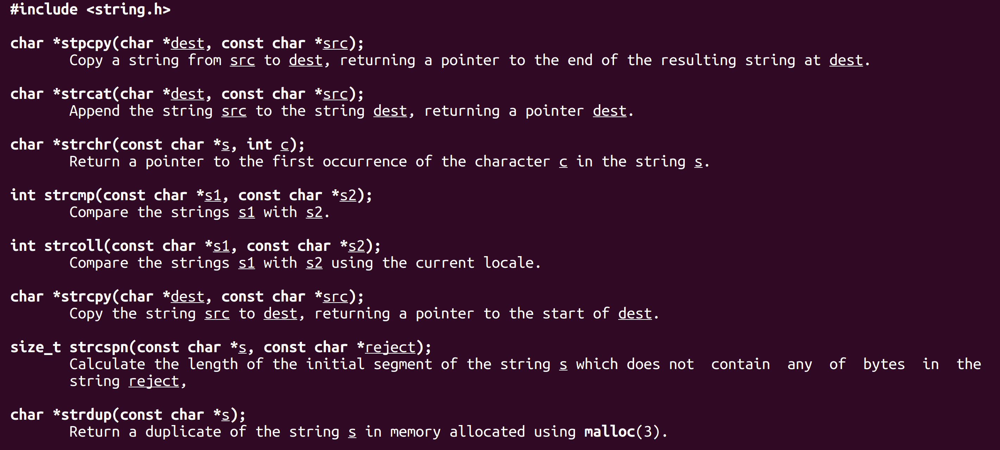 #include <string.h>
char *stpcpy(char *dest, const char *src);
Copy a string from src to dest, returning a pointer to the end of the resulting string at dest.
char *strcat(char *dest, const char *src);
Append the string src to the string dest, returning a pointer dest.
char *strchr(const char *s, int c);
Return a pointer to the first occurrence of the character c in the string s.
int strcmp(const char *s1, const char *s2);
Compare the strings s1 with s2.
int strcoll(const char *s1, const char *s2);
Compare the strings s1 with s2 using the current locale.
char *strcpy(char *dest, const char *src);
Copy the string src to dest, returning a pointer to the start of dest.
size_t strcspn(const char *s, const char *reject);
Calculate the length of the initial segment of the string s which does not contain any of bytes in the
string reject,
char *strdup(const char *s);
Return a duplicate of the string s in memory allocated using malloc(3).